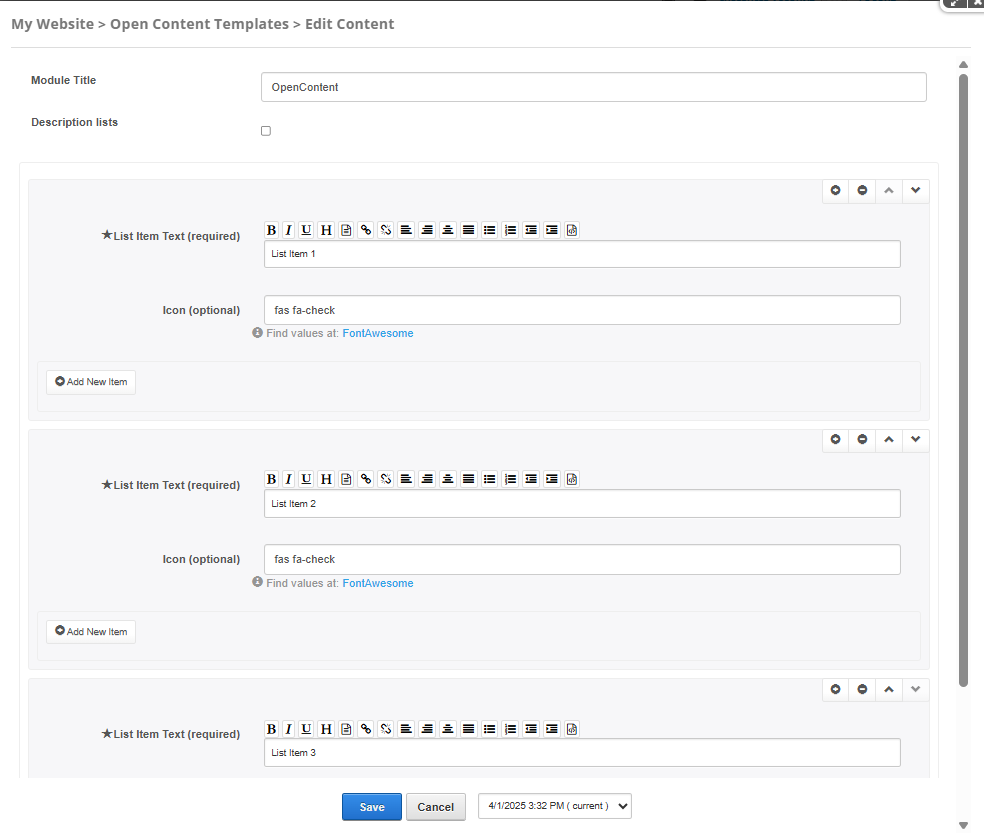 My Website > Open Content Templates > Edit Content
Module Title
OpenContent
Description lists
★List Item Text (required)
B I U H
List Item 1
Icon (optional)
fas fa-check
Find values at: FontAwesome
Add New Item
★List Item Text (required)
B I U H
List Item 2
Icon (optional)
fas fa-check
Find values at: FontAwesome
Add New Item
★List Item Text (required)
B I U H
List Item 3
Save Cancel 4/1/2025 3:32 PM ( current )